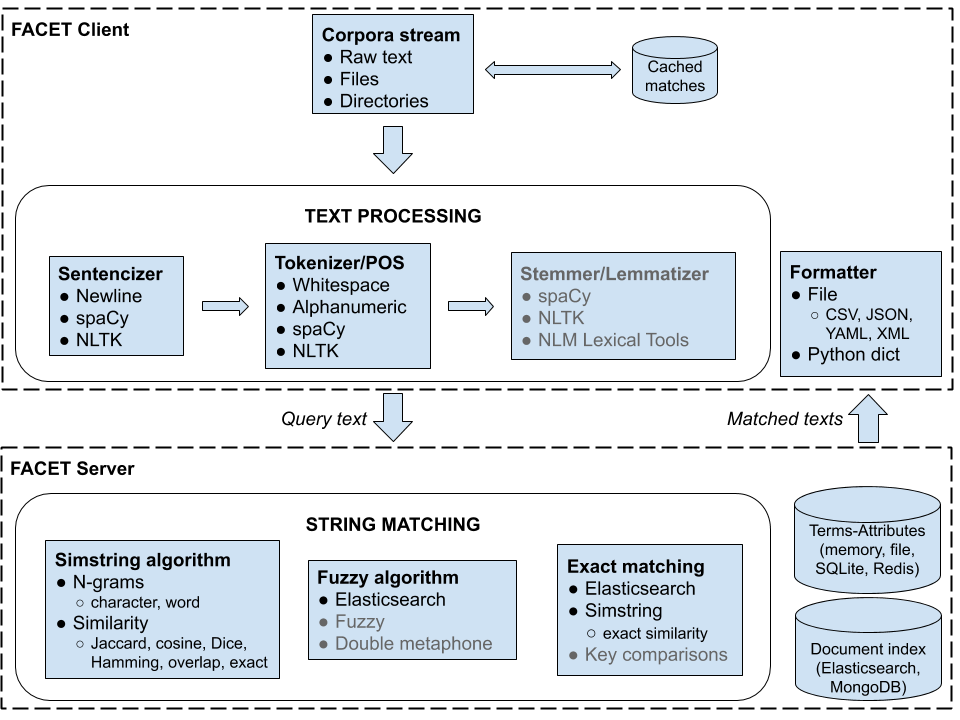 FACET Client
Corpora stream
● Raw text
● Files
● Directories
Cached
matches
TEXT PROCESSING
Sentencizer
● Newline
● spaCy
● NLTK
Tokenizer/POS
● Whitespace
● Alphanumeric
● spaCy
● NLTK
Stemmer/Lemmatizer
● spaCy
● NLTK
● NLM Lexical Tools
Formatter
● File
○ CSV, JSON,
YAML, XML
● Python dict
Query text
Matched texts
FACET Server
STRING MATCHING
Simstring algorithm
● N-grams
○ character, word
● Similarity
○ Jaccard, cosine, Dice,
Hamming, overlap, exact
Fuzzy algorithm
● Elasticsearch
● Fuzzy
● Double metaphone
Exact matching
● Elasticsearch
● Simstring
○ exact similarity
● Key comparisons
Terms-Attributes
(memory, file,
SQLite, Redis)
Document index
(Elasticsearch,
MongoDB)